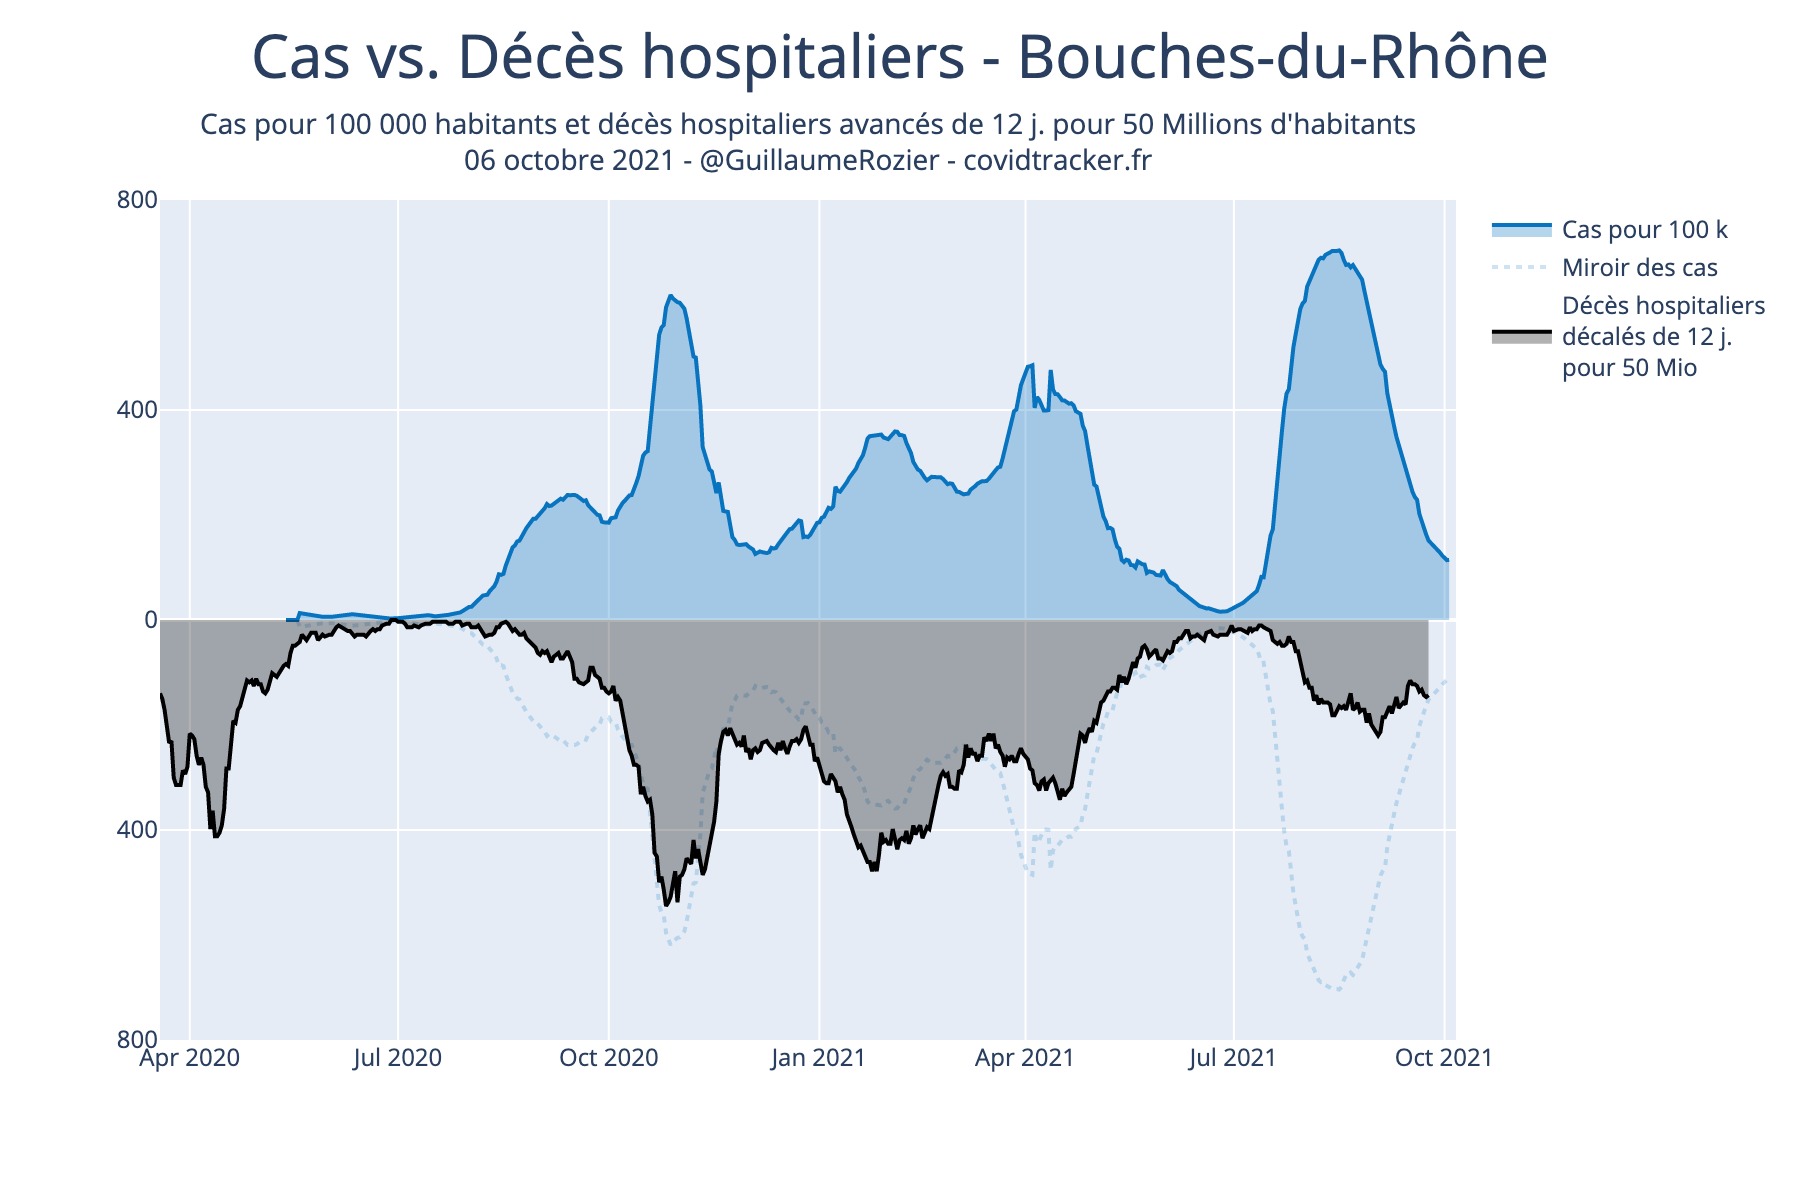 Cas vs. Décès hospitaliers - Bouches-du-Rhône
Cas pour 100 000 habitants et décès hospitaliers avancés de 12 j. pour 50 Millions d'habitants
06 octobre 2021 - @GuillaumeRozier - covidtracker.fr
800
400
0
400
800
Apr 2020
Jul 2020
Oct 2020
Jan 2021
Apr 2021
Jul 2021
Oct 2021
Cas pour 100 k
Miroir des cas
Décès hospitaliers
décalés de 12 j.
pour 50 Mio